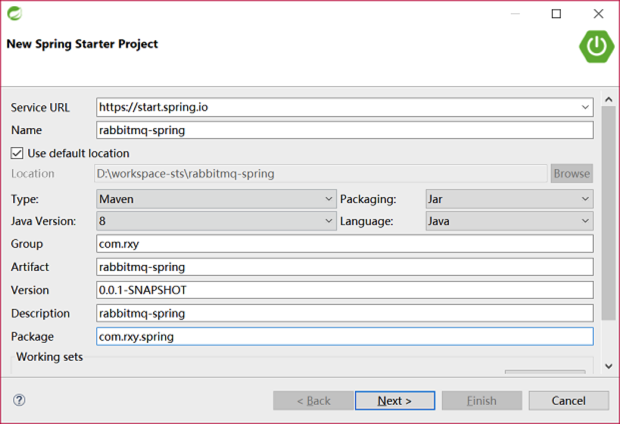 New Spring Starter Project
Service URL https://start.spring.io
Name rabbitmq-spring
Use default location
Location D:\workspace-sts\rabbitmq-spring Browse
Type: Maven Packaging: Jar
Java Version: 8 Language: Java
Group com.rxy
Artifact rabbitmq-spring
Version 0.0.1-SNAPSHOT
Description rabbitmq-spring
Package com.rxy.spring
Working sets
? < Back Next > Finish Cancel